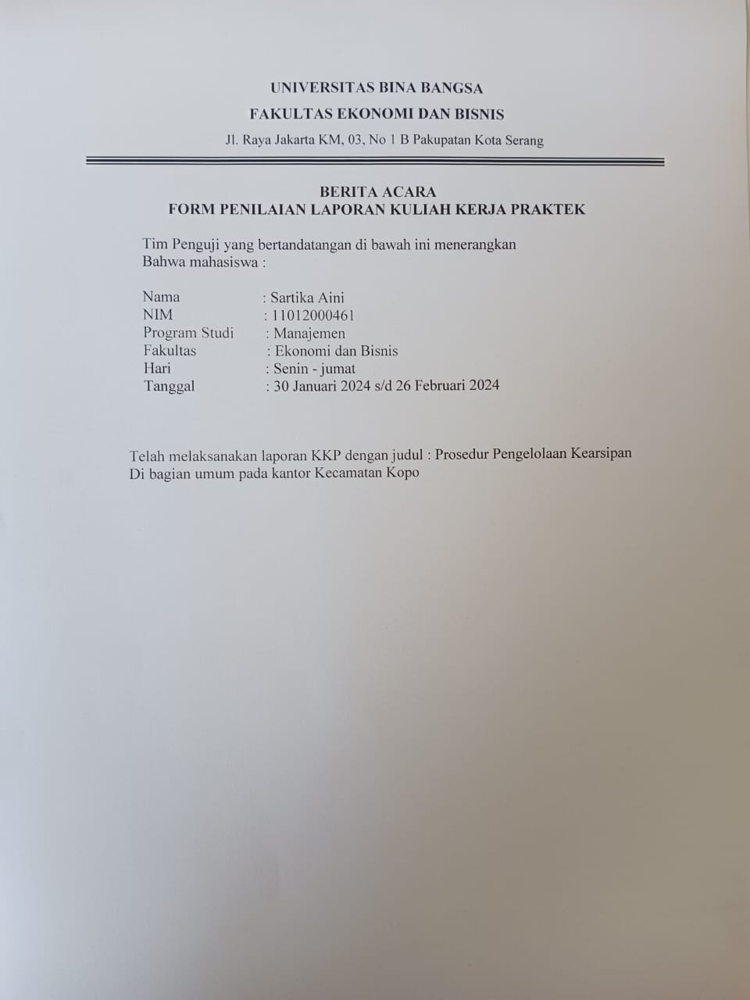 UNIVERSITAS BINA BANGSA
FAKULTAS EKONOMI DAN BISNIS
Jl. Raya Jakarta KM, 03, No 1 B Pakupatan Kota Serang
BERITA ACARA
FORM PENILAIAN LAPORAN KULIAH KERJA PRAKTEK
Tim Penguji yang bertandatangan di bawah ini menerangkan
Bahwa mahasiswa :
Nama : Sartika Aini
NIM : 11012000461
Program Studi : Manajemen
Fakultas : Ekonomi dan Bisnis
Hari : Senin - jumat
Tanggal : 30 Januari 2024 s/d 26 Februari 2024
Telah melaksanakan laporan KKP dengan judul : Prosedur Pengelolaan Kearsipan
Di bagian umum pada kantor Kecamatan Kopo